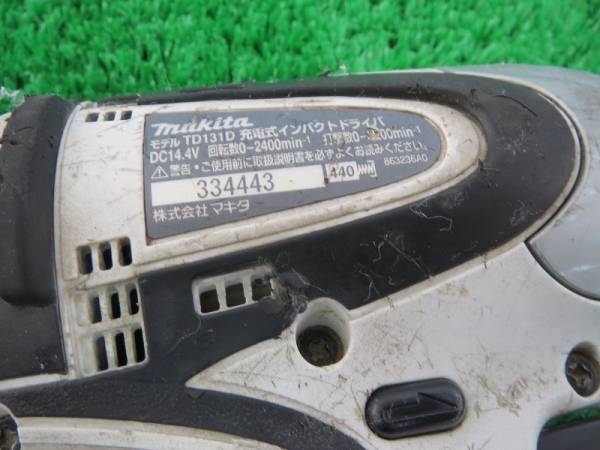 makita
モデル TD131D 充電式インパクトドライバ
DC14.4V 回転数0-2400min⁻¹ 打撃数0- 200min⁻¹
⚠警告・ご使用前に取扱説明書を必ずよくお読みください。
334443 440
863236A0
株式会社 マキタ